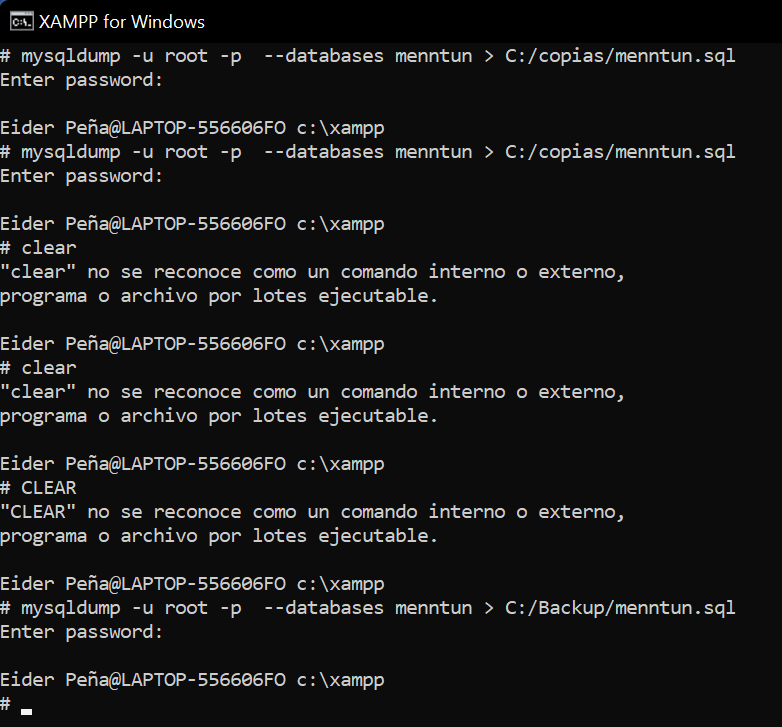 XAMPP for Windows
# mysqldump -u root -p  --databases menntun > C:/copias/menntun.sql
Enter password:
Eider Peña@LAPTOP-556606FO c:\xampp
# mysqldump -u root -p  --databases menntun > C:/copias/menntun.sql
Enter password:
Eider Peña@LAPTOP-556606FO c:\xampp
# clear
"clear" no se reconoce como un comando interno o externo,
programa o archivo por lotes ejecutable.
Eider Peña@LAPTOP-556606FO c:\xampp
# clear
"clear" no se reconoce como un comando interno o externo,
programa o archivo por lotes ejecutable.
Eider Peña@LAPTOP-556606FO c:\xampp
# CLEAR
"CLEAR" no se reconoce como un comando interno o externo,
programa o archivo por lotes ejecutable.
Eider Peña@LAPTOP-556606FO c:\xampp
# mysqldump -u root -p  --databases menntun > C:/Backup/menntun.sql
Enter password:
Eider Peña@LAPTOP-556606FO c:\xampp
#